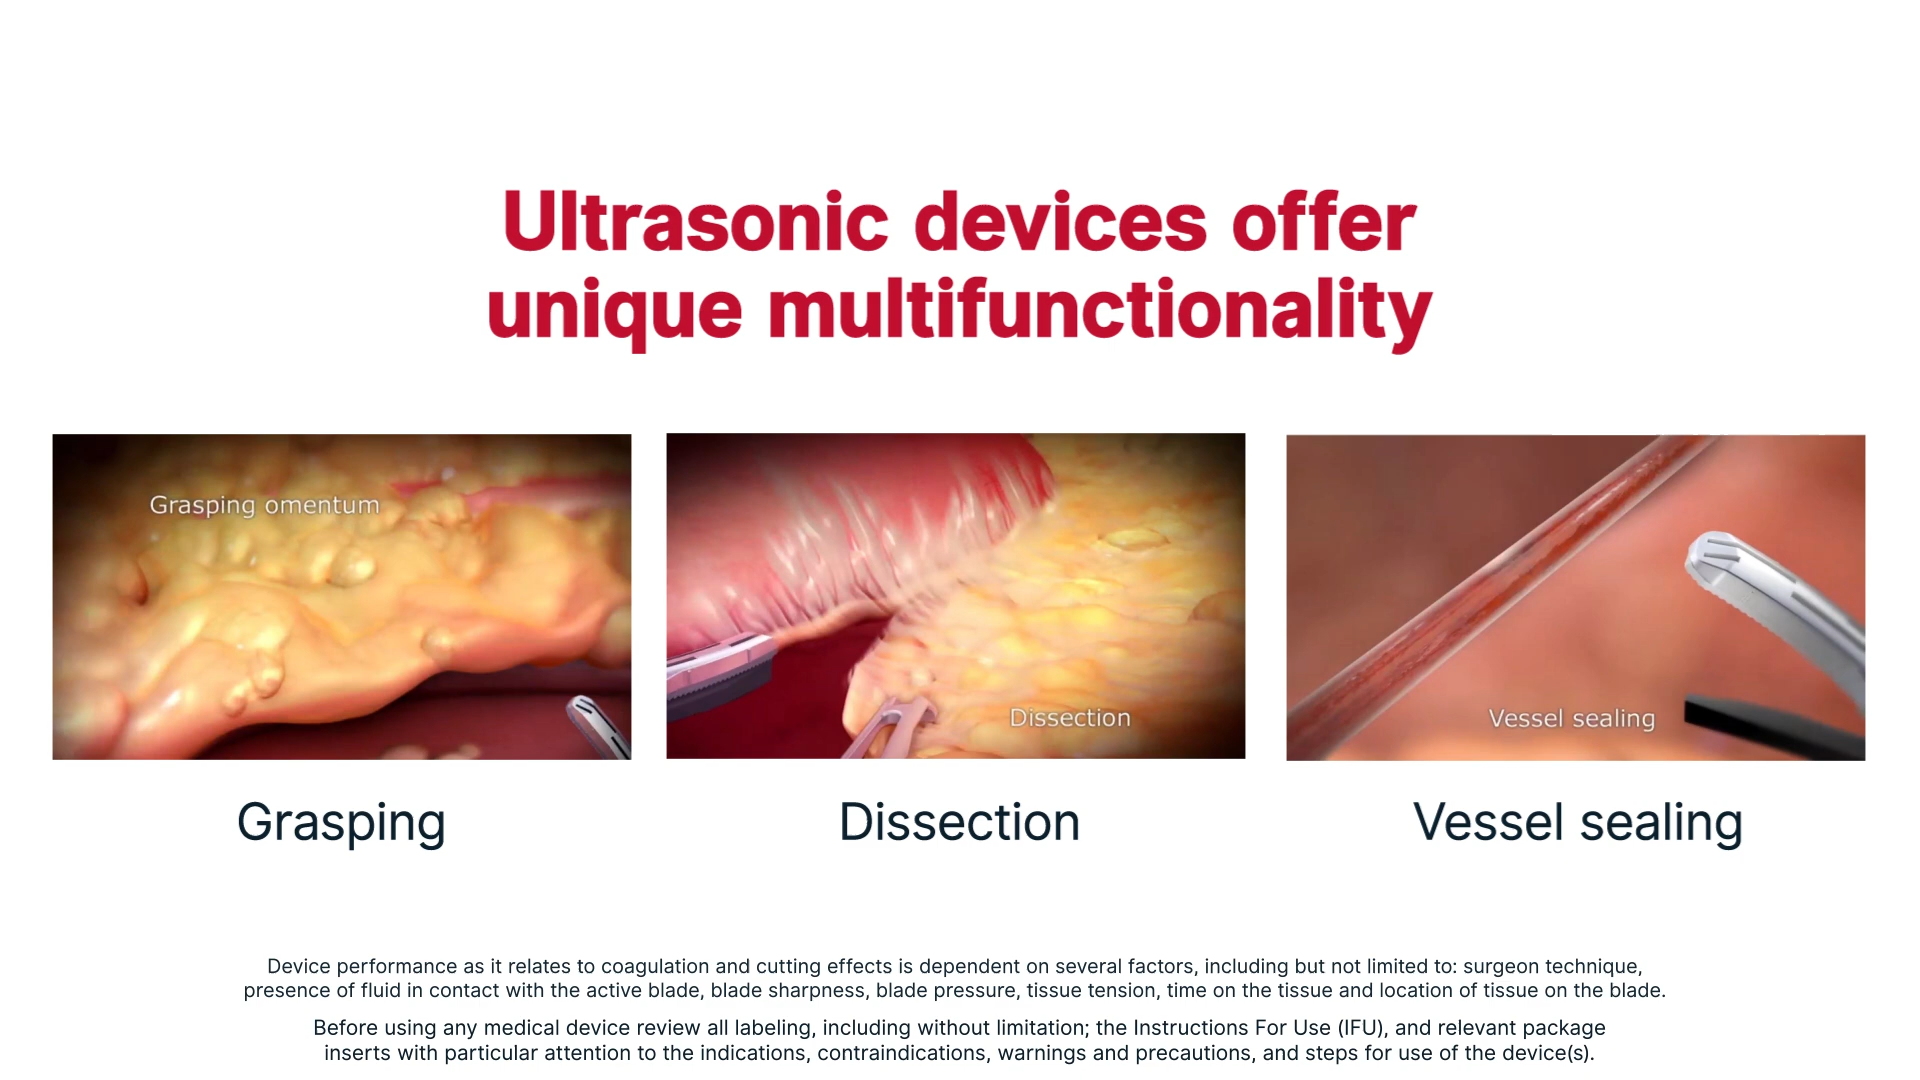 Ultrasonic devices offer
unique multifunctionality
Grasping omentum
Dissection
Vessel sealing
Grasping
Dissection
Vessel sealing
Device performance as it relates to coagulation and cutting effects is dependent on several factors, including but not limited to: surgeon technique,
presence of fluid in contact with the active blade, blade sharpness, blade pressure, tissue tension, time on the tissue and location of tissue on the blade.
Before using any medical device review all labeling, including without limitation; the Instructions For Use (IFU), and relevant package
inserts with particular attention to the indications, contraindications, warnings and precautions, and steps for use of the device(s).